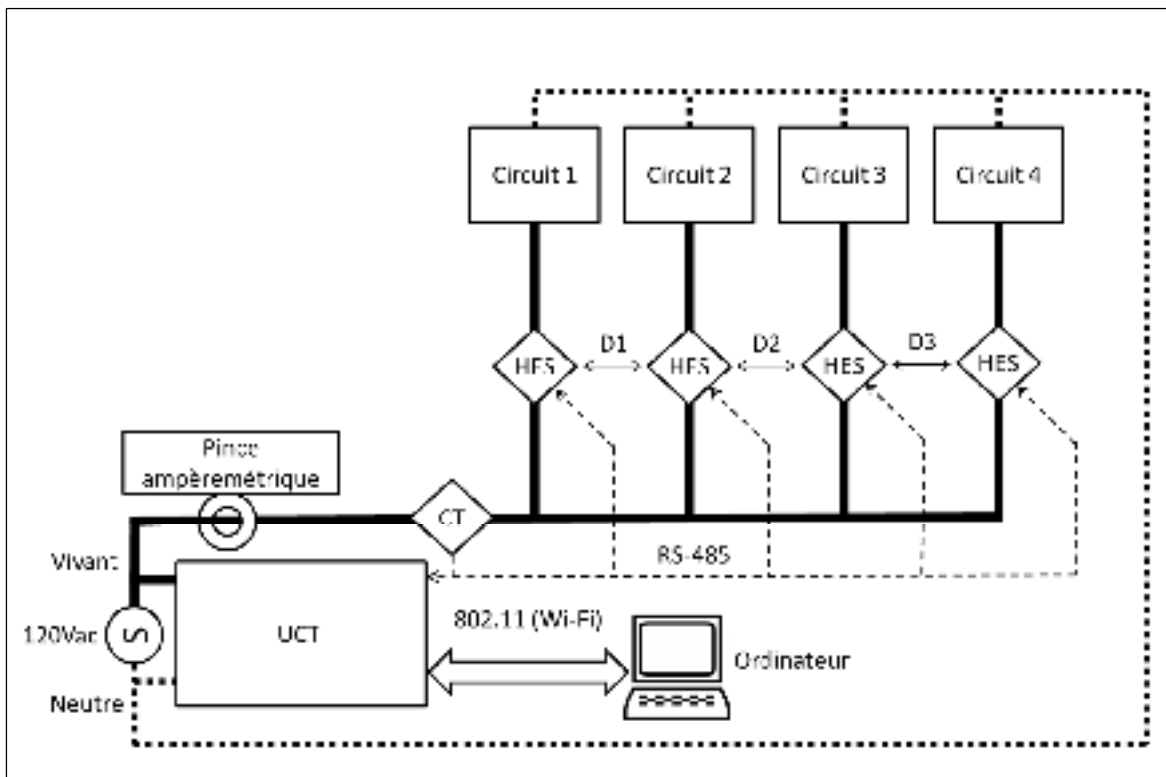 Circuit 1
Circuit 2
Circuit 3
Circuit 4
D1
D2
D3
HES
HES
HES
HES
Pince
ampèremétrique
CT
RS-485
Vivant
120Vac
UCT
802.11 (Wi-Fi)
Ordinateur
Neutre